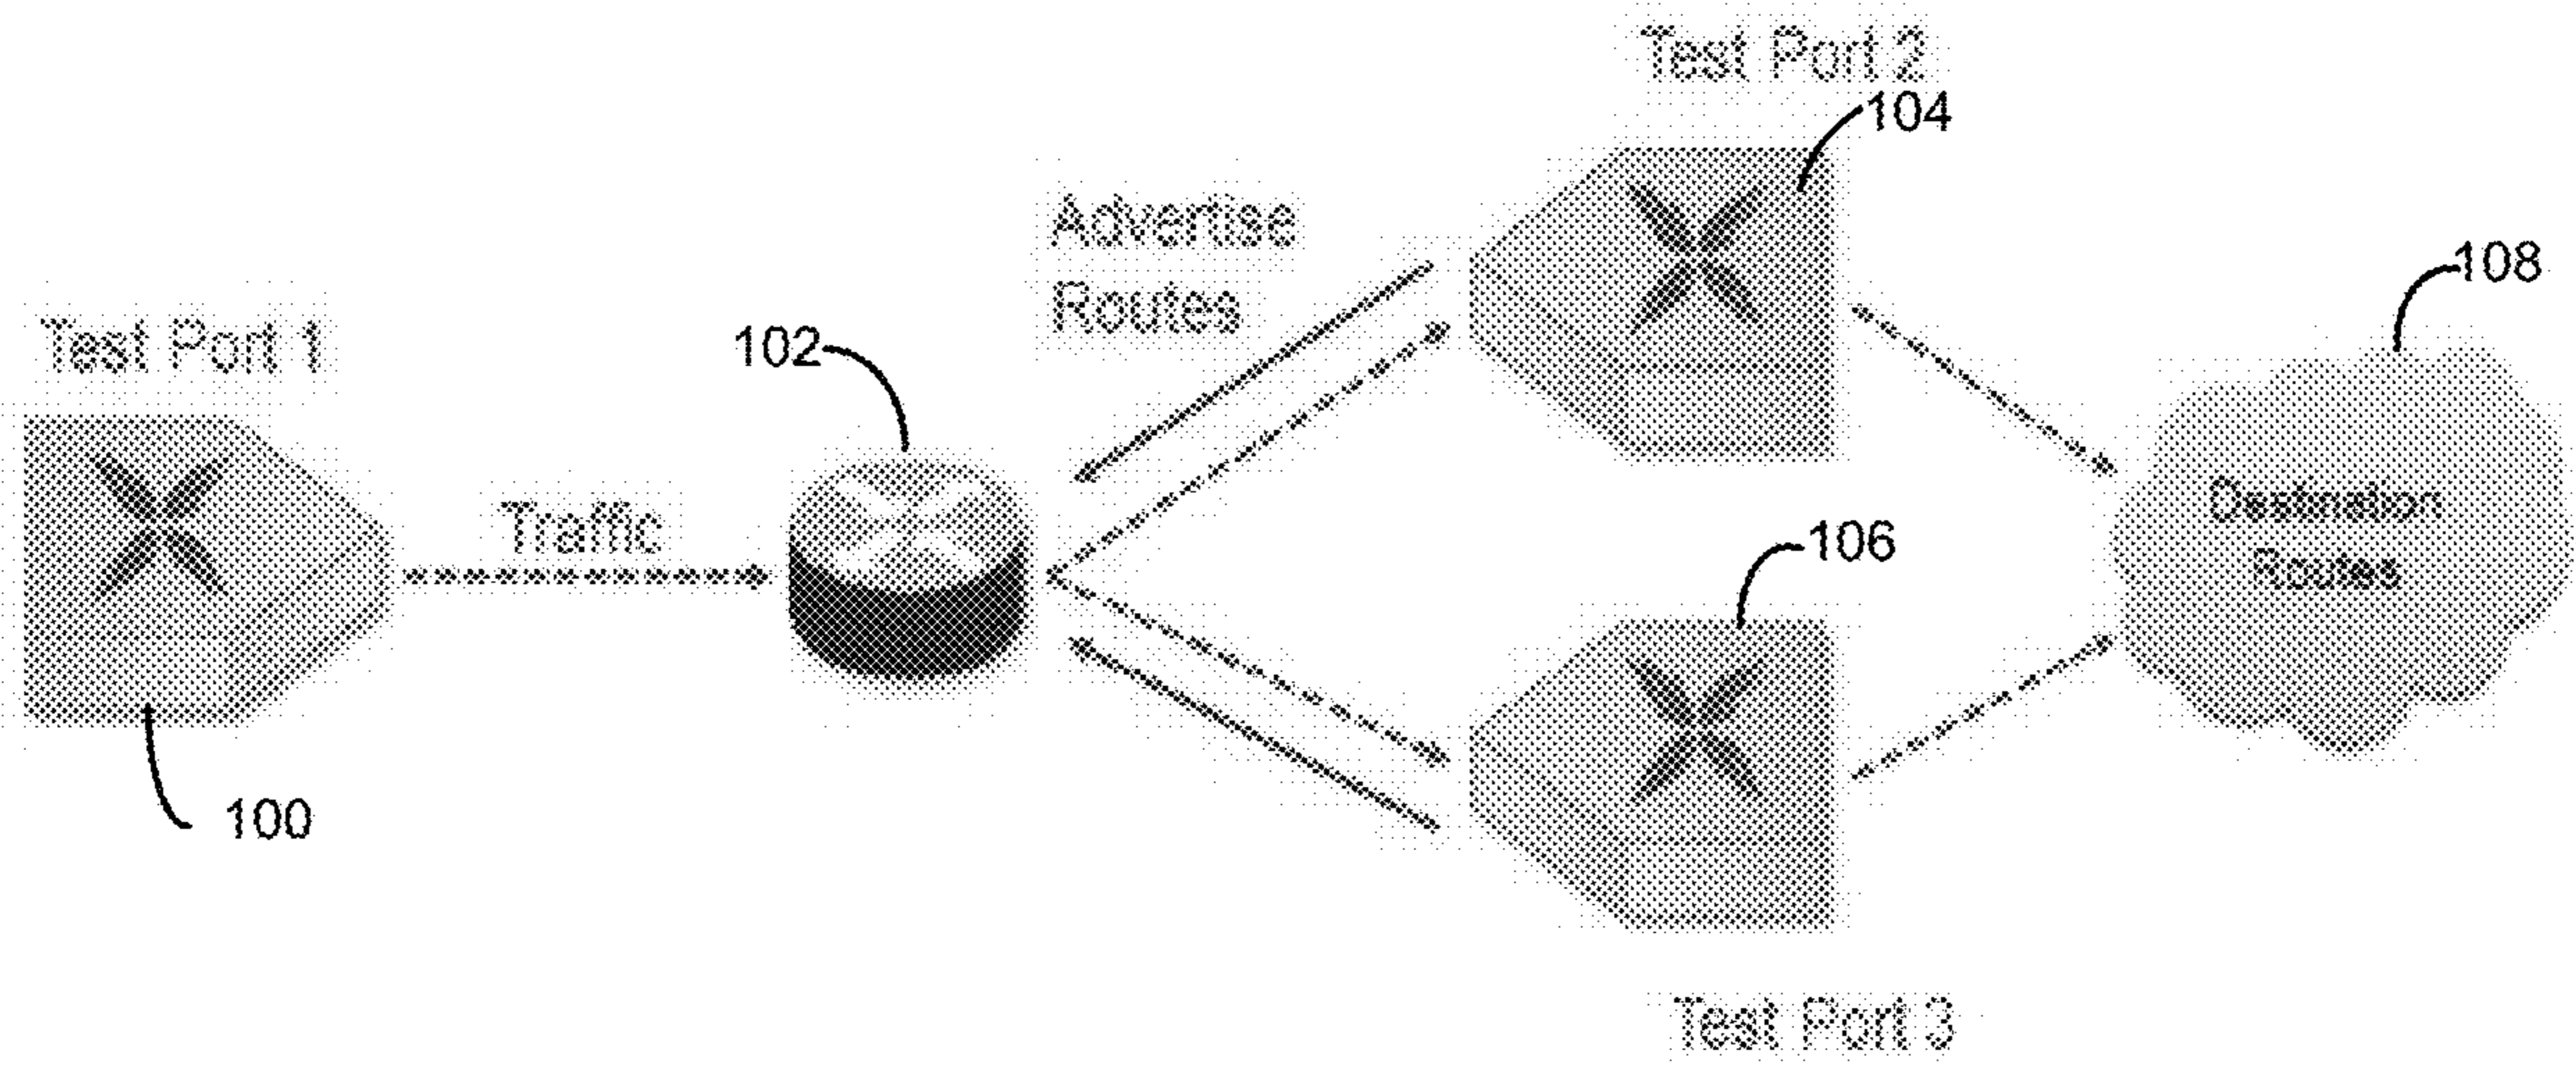 Test Port 2
104
Advertise
Routes
108
Test Port 1
102
Traffic
Destination
Routes
106
100
Test Port 3